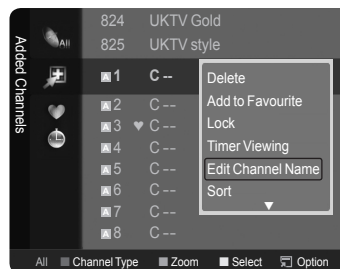 Added Channels
All
824 UKTV Gold
825 UKTV style
A 1 C --
A 2 C --
A 3 ♥ C --
A 4 C --
A 5 C --
A 6 C --
A 7 C --
A 8 C --
Delete
Add to Favourite
Lock
Timer Viewing
Edit Channel Name
Sort
All Channel Type Zoom Select Option